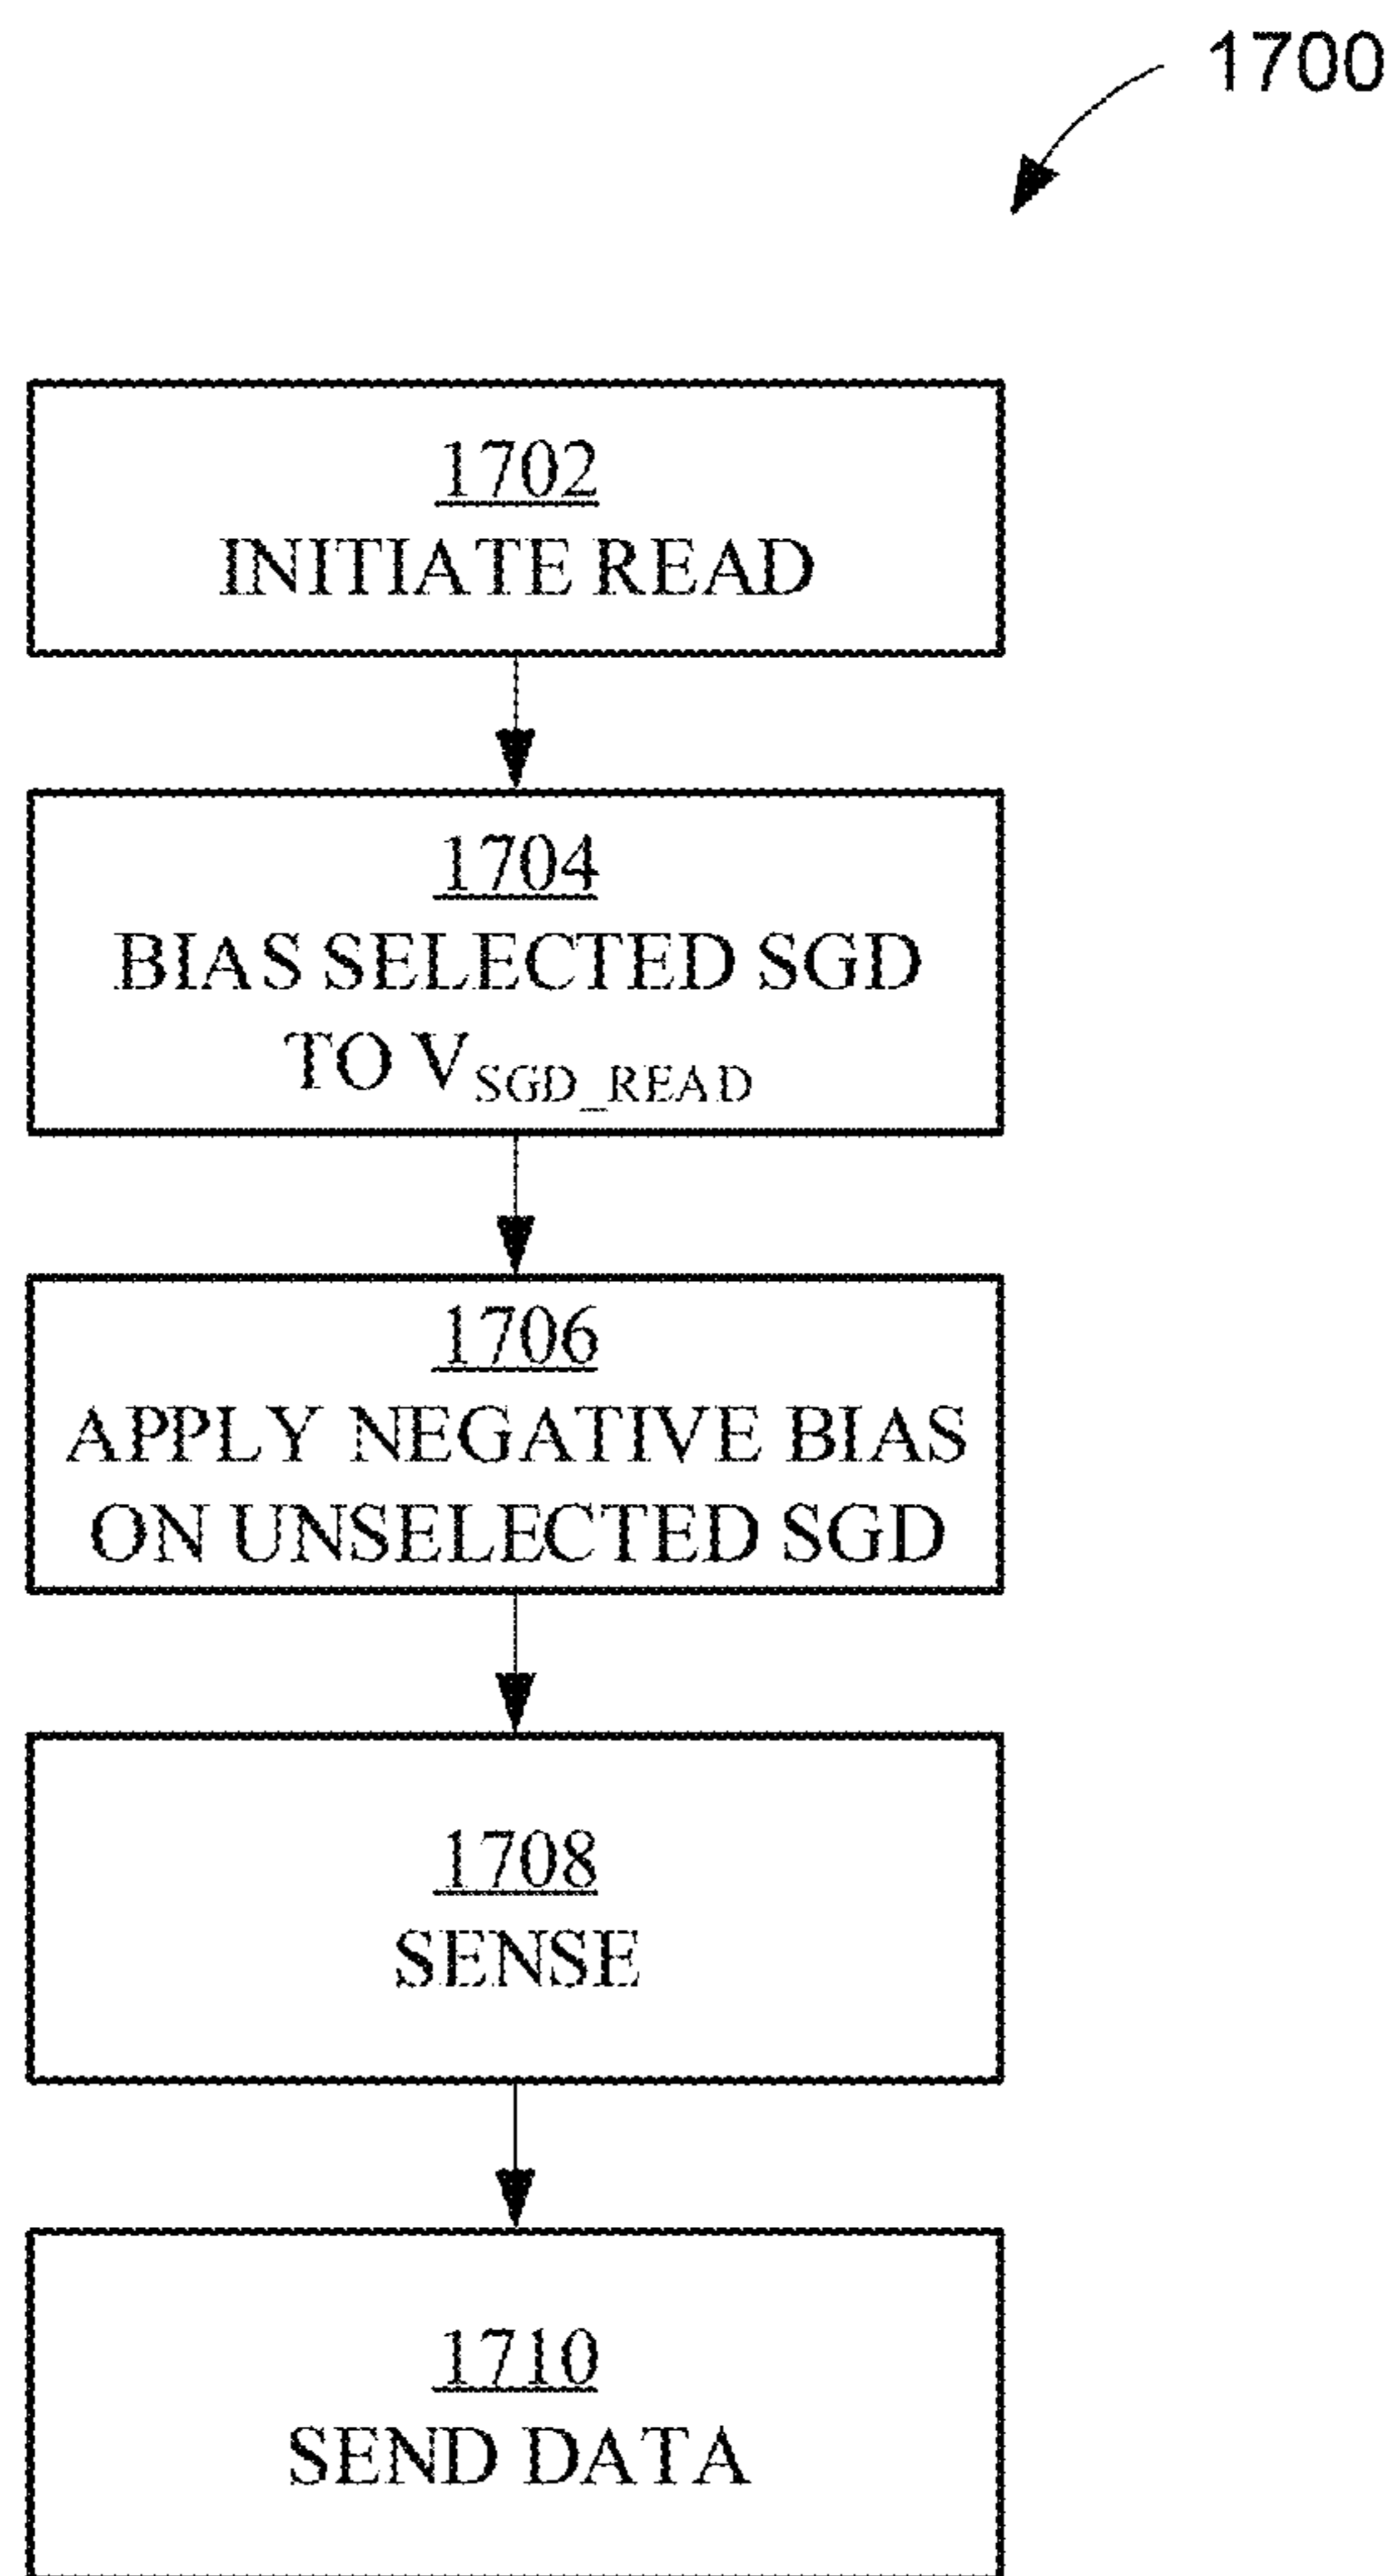 1700
1702
INITIATE READ
1704
BIAS SELECTED SGD
TO VSGD_READ
1706
APPLY NEGATIVE BIAS
ON UNSELECTED SGD
1708
SENSE
1710
SEND DATA